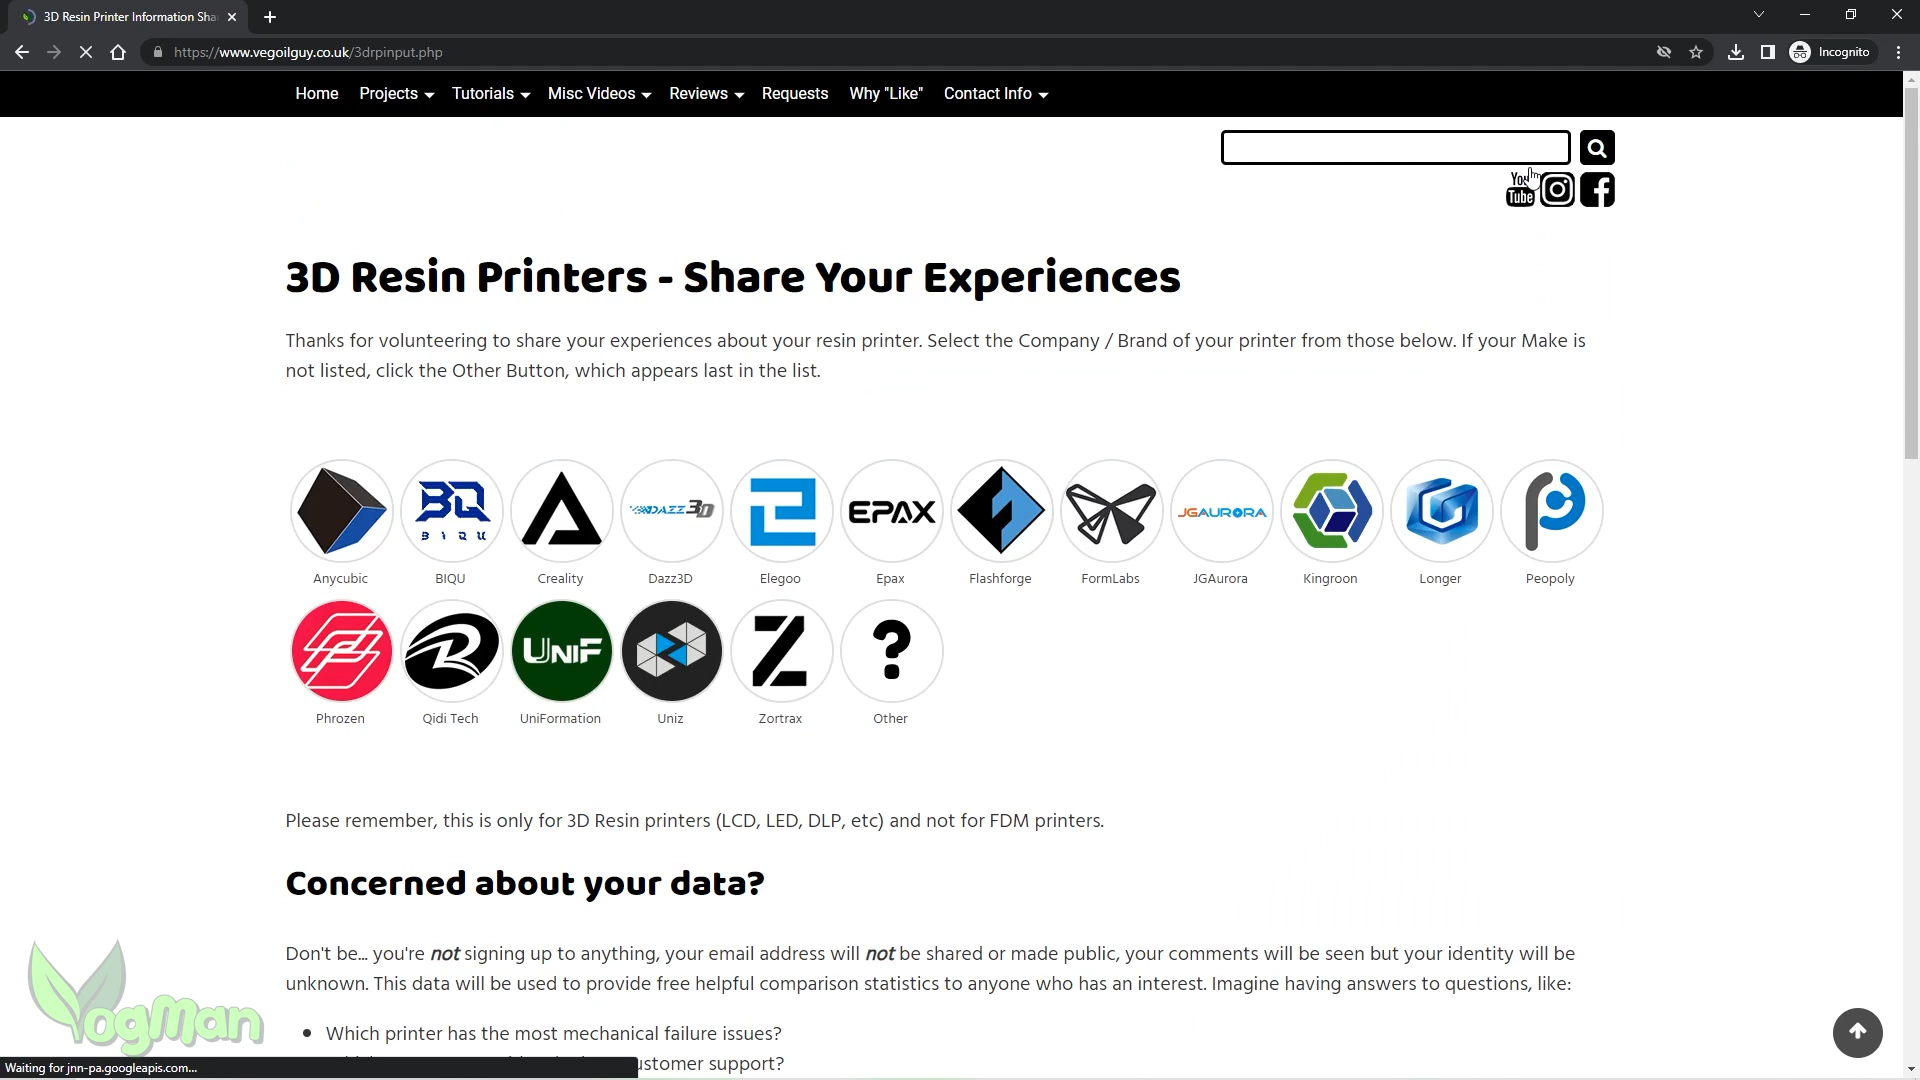 3D Resin Printer Information Sha
Incognito
https://www.vegoilguy.co.uk/3drpinput.php
Home Projects Tutorials Misc Videos Reviews Requests Why "Like" Contact Info
You
Tube
3D Resin Printers - Share Your Experiences
Thanks for volunteering to share your experiences about your resin printer. Select the Company / Brand of your printer from those below. If your Make is
not listed, click the Other Button, which appears last in the list.
BIQU
DAZZ3D
EPAX
JGAURORA
Anycubic BIQU Creality Dazz3D Elegoo Epax Flashforge FormLabs JGAurora Kingroon Longer Peopoly
UNIF
?
Phrozen Qidi Tech UniFormation Uniz Zortrax Other
Please remember, this is only for 3D Resin printers (LCD, LED, DLP, etc) and not for FDM printers.
Concerned about your data?
Don't be... you're not signing up to anything, your email address will not be shared or made public, your comments will be seen but your identity will be
unknown. This data will be used to provide free helpful comparison statistics to anyone who has an interest. Imagine having answers to questions, like:
Which printer has the most mechanical failure issues?
customer support?
VogMan
Waiting for jnn-pa.googleapis.com...